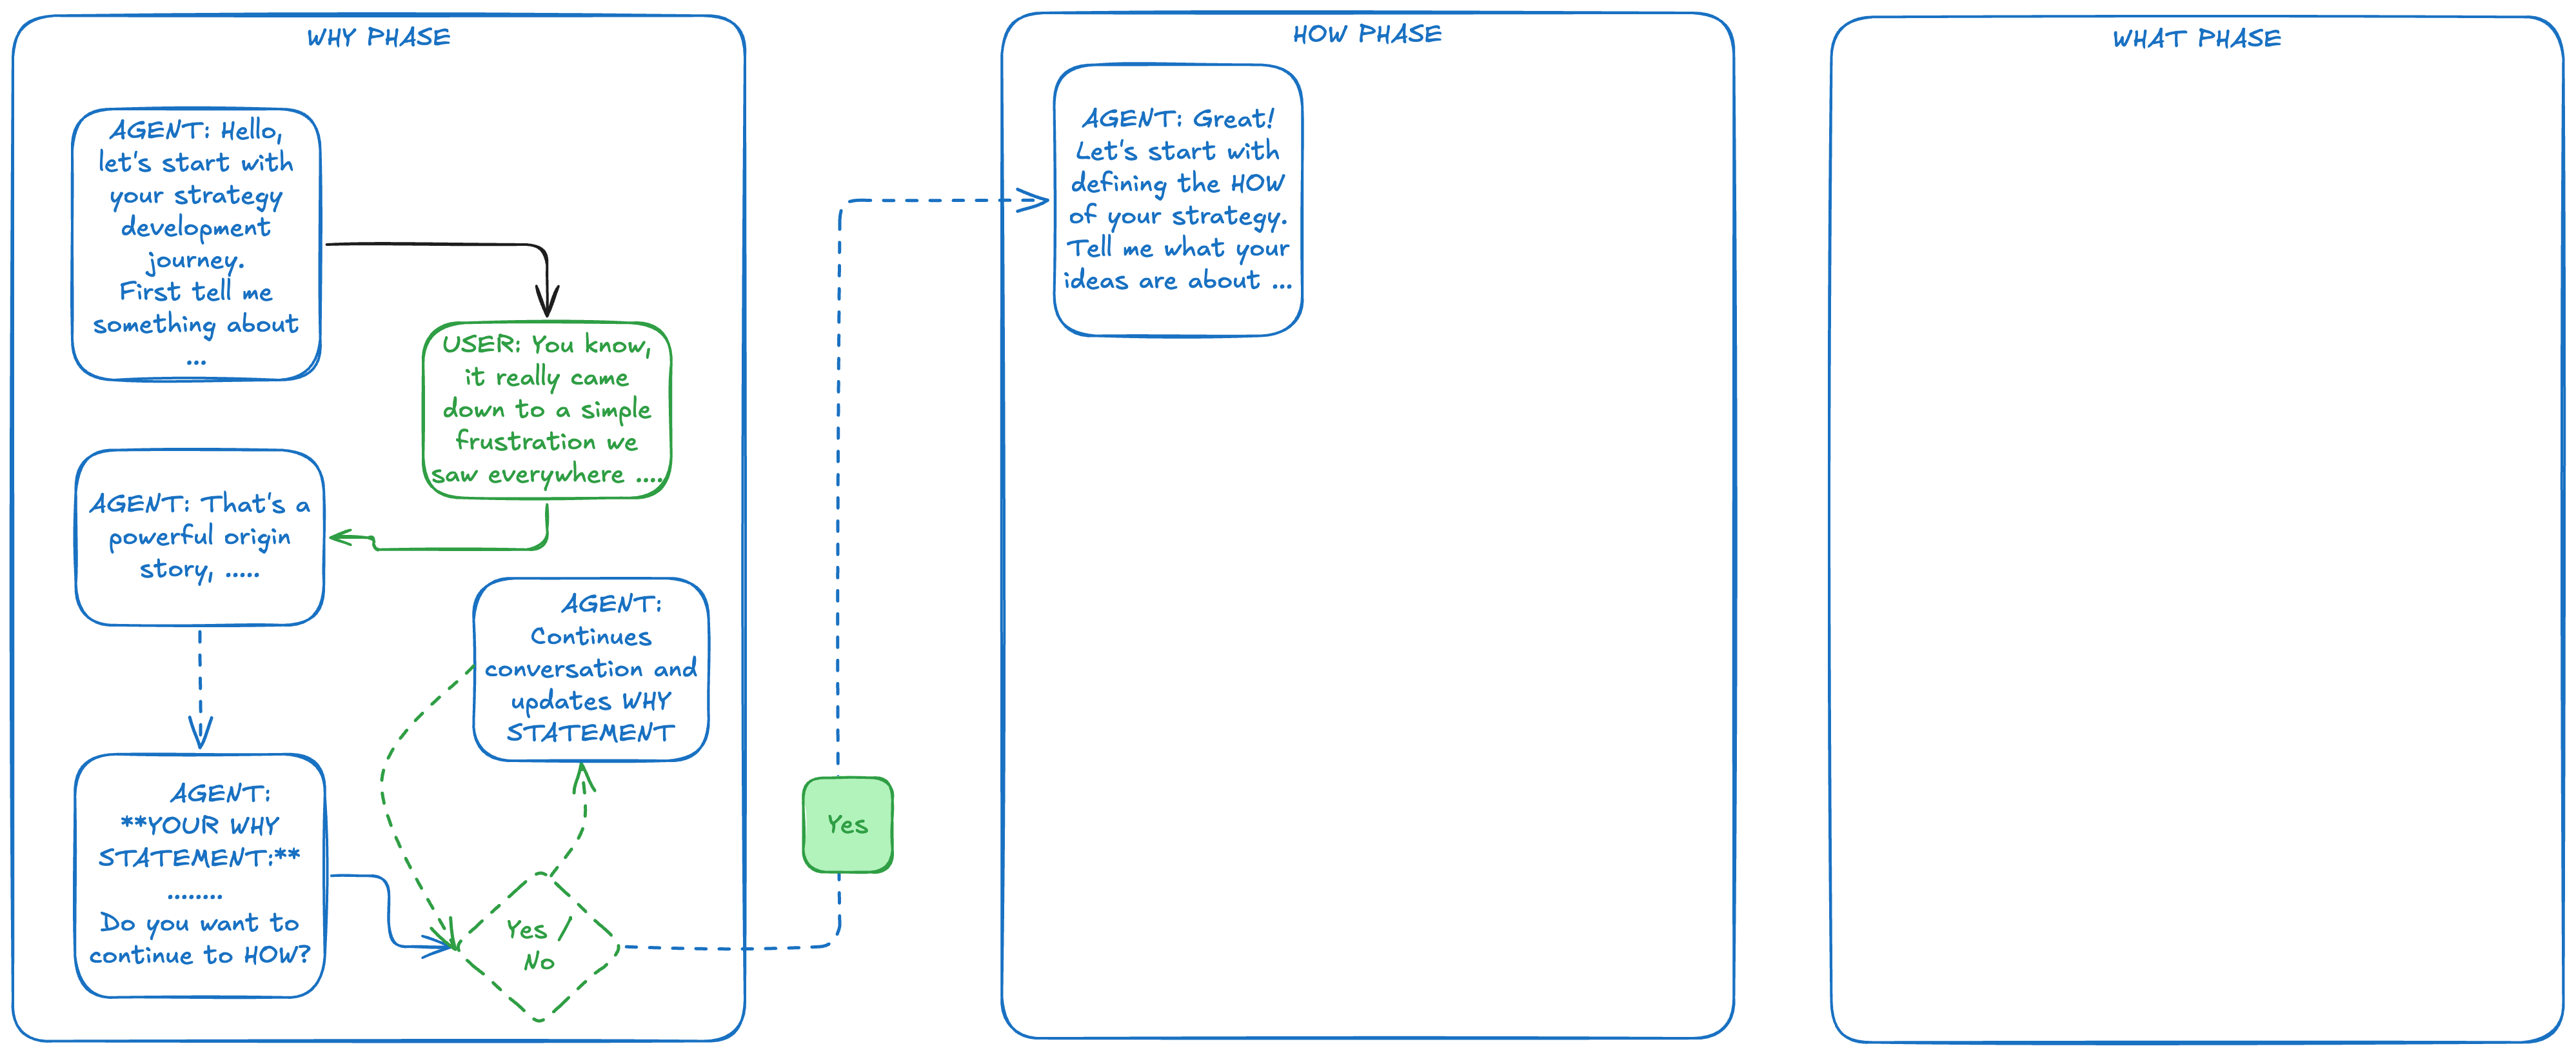 WHY PHASE
AGENT: Hello,
let's start with
your strategy
development
journey.
First tell me
something about
...
USER: You know,
it really came
down to a simple
frustration we
saw everywhere ....
AGENT: That's a
powerful origin
story, .....
AGENT:
Continues
conversation and
updates WHY
STATEMENT
AGENT:
**YOUR WHY
STATEMENT:**
........
Do you want to
continue to HOW?
Yes /
No
Yes
HOW PHASE
AGENT: Great!
Let's start with
defining the HOW
of your strategy.
Tell me what your
ideas are about ...
WHAT PHASE